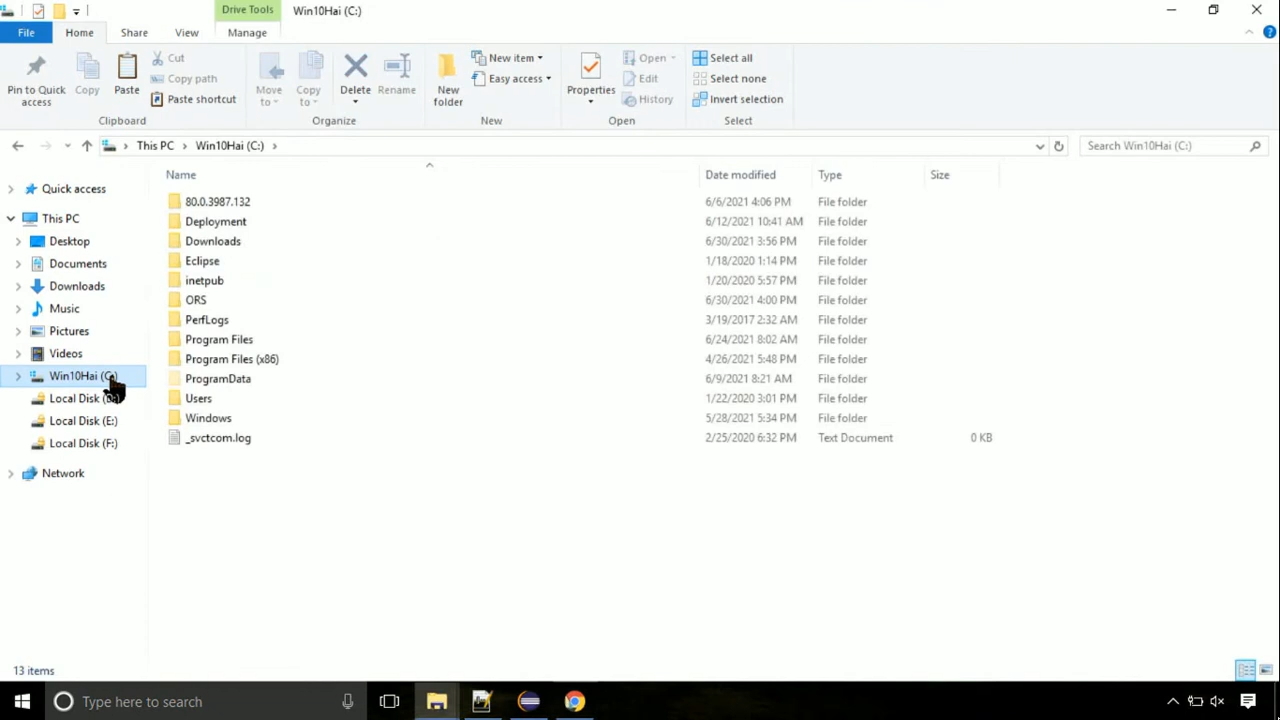 Drive Tools Win10Hai (C:)
File Home Share View Manage
Pin to Quick access
Copy
Paste
Cut
Copy path
Paste shortcut
Clipboard
Move to
Copy to
Delete
Rename
Organize
New folder
New item
Easy access
New
Properties
Open
Edit
History
Open
Select all
Select none
Invert selection
Select
This PC Win10Hai (C:)
Search Win10Hai (C:)
Quick access
This PC
Desktop
Documents
Downloads
Music
Pictures
Videos
Win10Hai (C:)
Local Disk
Local Disk (E:)
Local Disk (F:)
Network
Name Date modified Type Size
80.0.3987.132 6/6/2021 4:06 PM File folder
Deployment 6/12/2021 10:41 AM File folder
Downloads 6/30/2021 3:56 PM File folder
Eclipse 1/18/2020 1:14 PM File folder
inetpub 1/20/2020 5:57 PM File folder
ORS 6/30/2021 4:00 PM File folder
PerfLogs 3/19/2017 2:32 AM File folder
Program Files 6/24/2021 8:02 AM File folder
Program Files (x86) 4/26/2021 5:48 PM File folder
ProgramData 6/9/2021 8:21 AM File folder
Users 1/22/2020 3:01 PM File folder
Windows 5/28/2021 5:34 PM File folder
_svctcom.log 2/25/2020 6:32 PM Text Document 0 KB
13 items
Type here to search